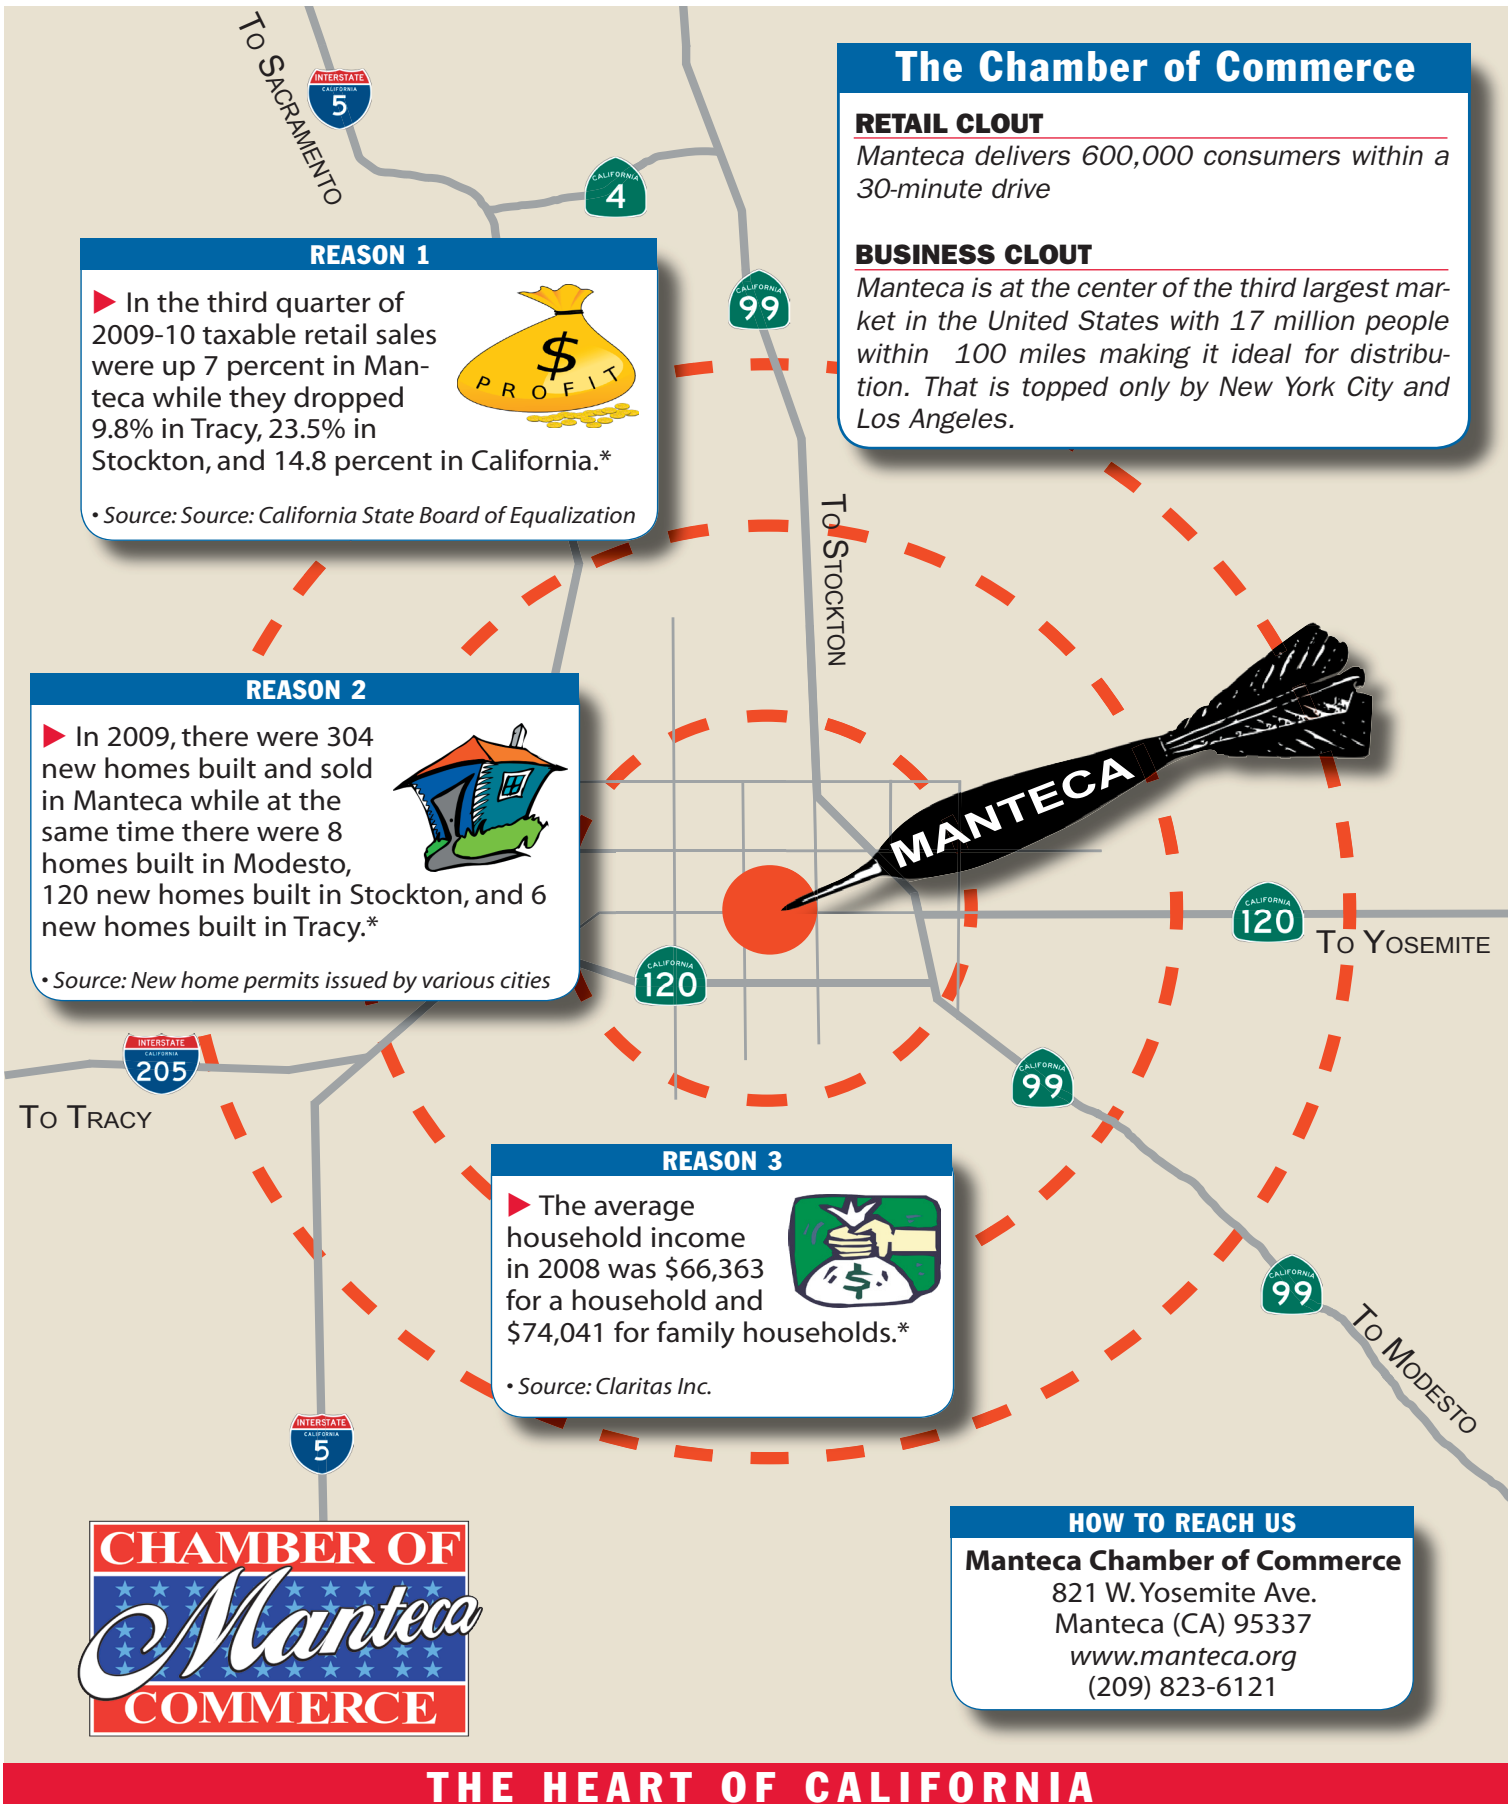 TO SACRAMENTO
INTERSTATE
CALIFORNIA
5
CALIFORNIA
4
CALIFORNIA
99
The Chamber of Commerce
RETAIL CLOUT
Manteca delivers 600,000 consumers within a
30-minute drive
BUSINESS CLOUT
Manteca is at the center of the third largest mar-
ket in the United States with 17 million people
within 100 miles making it ideal for distribu-
tion. That is topped only by New York City and
Los Angeles.
REASON 1
▶ In the third quarter of
2009-10 taxable retail sales
were up 7 percent in Man-
teca while they dropped
9.8% in Tracy, 23.5% in
Stockton, and 14.8 percent in California.*
• Source: Source: California State Board of Equalization
$
PROFIT
TO STOCKTON
REASON 2
▶ In 2009, there were 304
new homes built and sold
in Manteca while at the
same time there were 8
homes built in Modesto,
120 new homes built in Stockton, and 6
new homes built in Tracy.*
• Source: New home permits issued by various cities
MANTECA
CALIFORNIA
120
TO YOSEMITE
CALIFORNIA
120
INTERSTATE
CALIFORNIA
205
TO TRACY
CALIFORNIA
99
REASON 3
▶ The average
household income
in 2008 was $66,363
for a household and
$74,041 for family households.*
• Source: Claritas Inc.
$
CALIFORNIA
99
TO MODESTO
INTERSTATE
CALIFORNIA
5
CHAMBER OF
Manteca
COMMERCE
HOW TO REACH US
Manteca Chamber of Commerce
821 W. Yosemite Ave.
Manteca (CA) 95337
www.manteca.org
(209) 823-6121
THE HEART OF CALIFORNIA